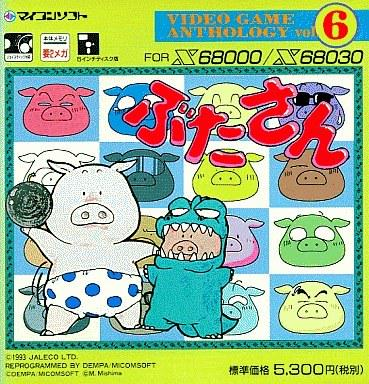 マイコンソフト
VIDEO GAME
ANTHOLOGY vol. 6
本体メモリ
要2メガ
5インチディスク版
FOR X68000/X68030
ぶたさん
©1993 JALECO LTD.
REPROGRAMMED BY DEMPA/MICOMSOFT
©DEMPA/MICOMSOFT ©M. Mishima
標準価格 5,300円(税別)